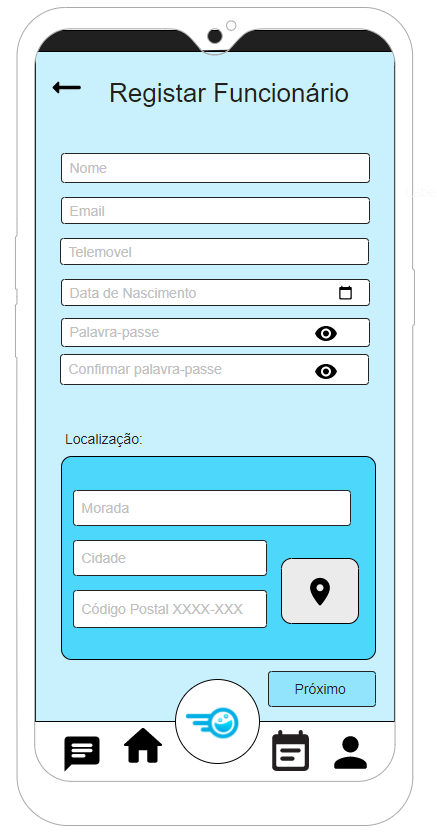 Registar Funcionário
Nome
Email
Telemovel
Data de Nascimento
Palavra-passe
Confirmar palavra-passe
Localização:
Morada
Cidade
Código Postal XXXX-XXX
Próximo